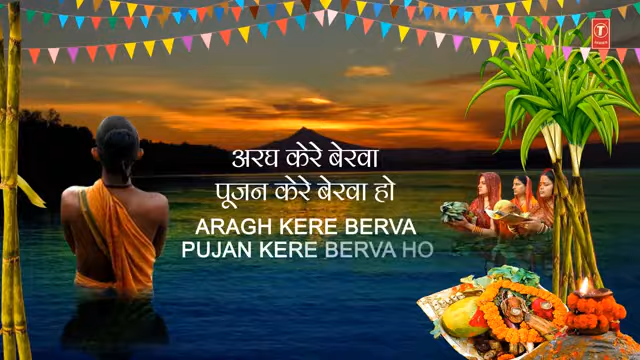 अरघ केरे बेरवा
पूजन केरे बेरवा हो
ARAGH KERE BERVA
PUJAN KERE BERVA HO